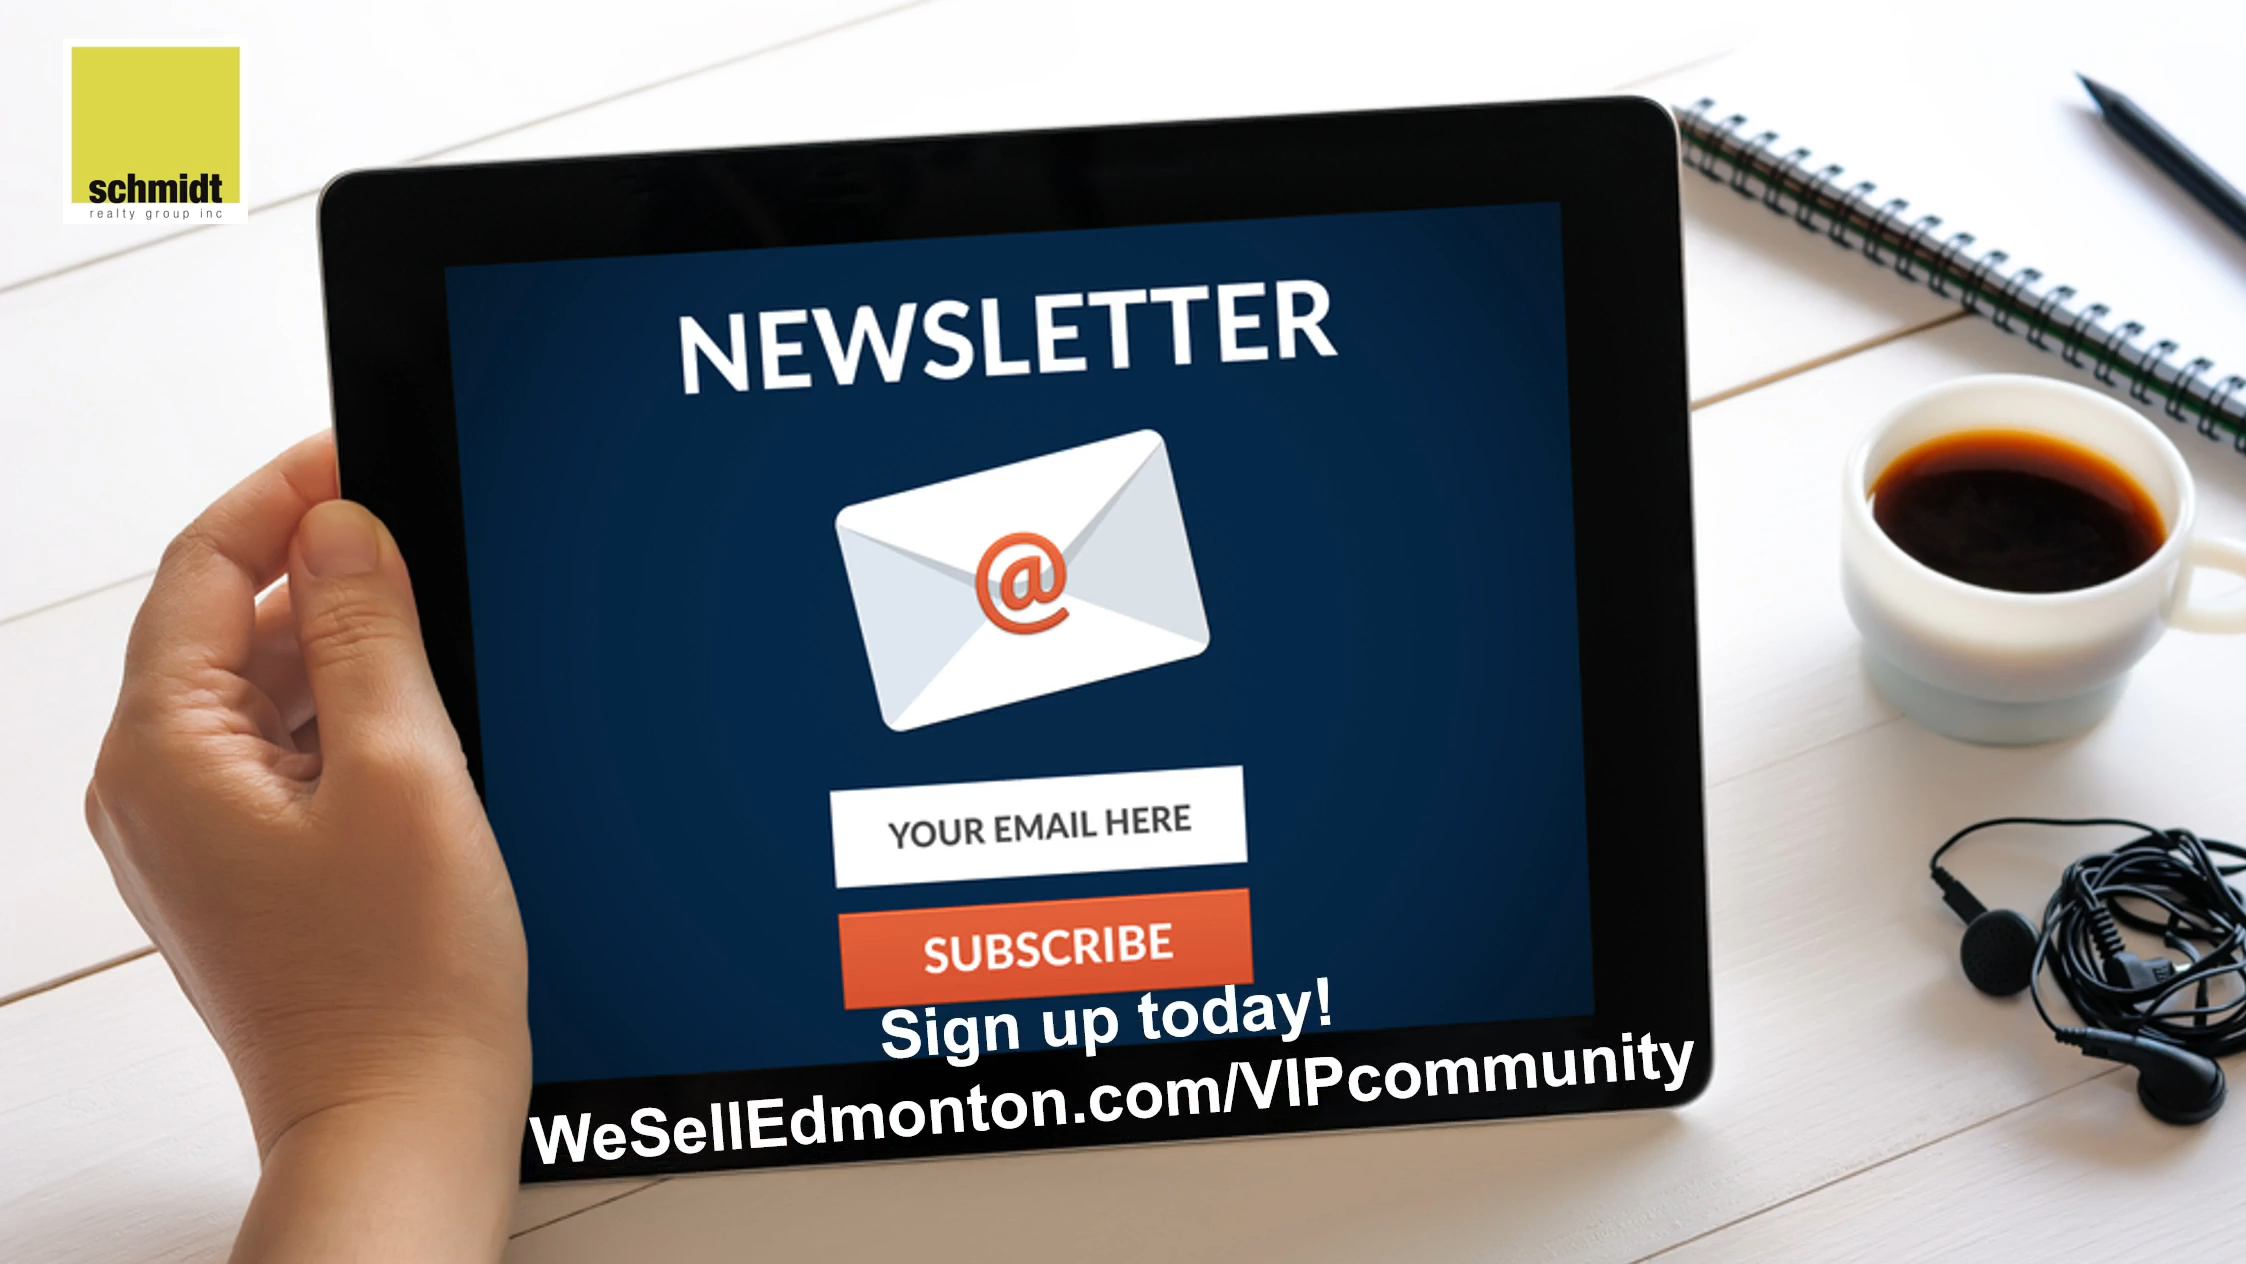 schmidt
realty group inc
NEWSLETTER
@
YOUR EMAIL HERE
SUBSCRIBE
Sign up today!
WeSellEdmonton.com/VIPcommunity